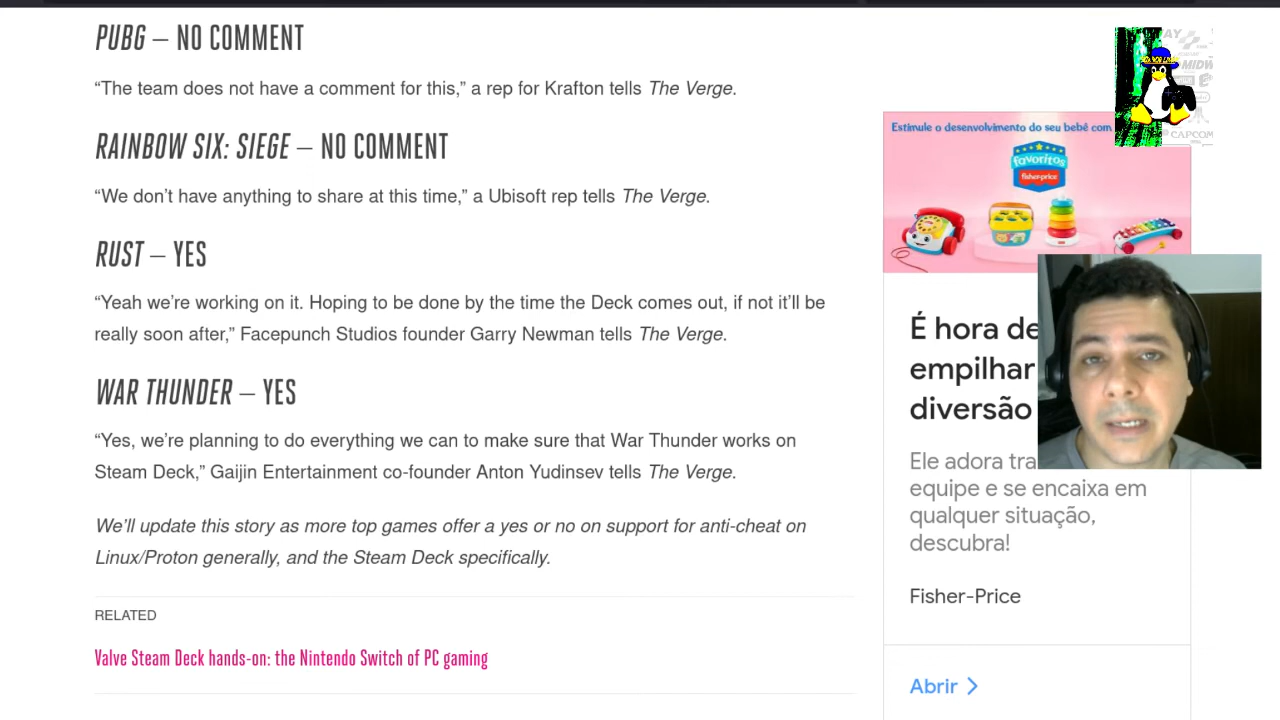 PUBG – NO COMMENT
“The team does not have a comment for this,” a rep for Krafton tells The Verge.
RAINBOW SIX: SIEGE – NO COMMENT
“We don’t have anything to share at this time,” a Ubisoft rep tells The Verge.
RUST – YES
“Yeah we’re working on it. Hoping to be done by the time the Deck comes out, if not it’ll be
really soon after,” Facepunch Studios founder Garry Newman tells The Verge.
WAR THUNDER – YES
“Yes, we’re planning to do everything we can to make sure that War Thunder works on
Steam Deck,” Gaijin Entertainment co-founder Anton Yudinsev tells The Verge.
We’ll update this story as more top games offer a yes or no on support for anti-cheat on
Linux/Proton generally, and the Steam Deck specifically.
RELATED
Valve Steam Deck hands-on: the Nintendo Switch of PC gaming
CAPCOM
Estimule o desenvolvimento do seu bebê com
favoritos
fisher-price
É hora de
empilhar
diversão
Ele adora
equipe e se encaixa em
qualquer situação,
descubra!
Fisher-Price
Abrir